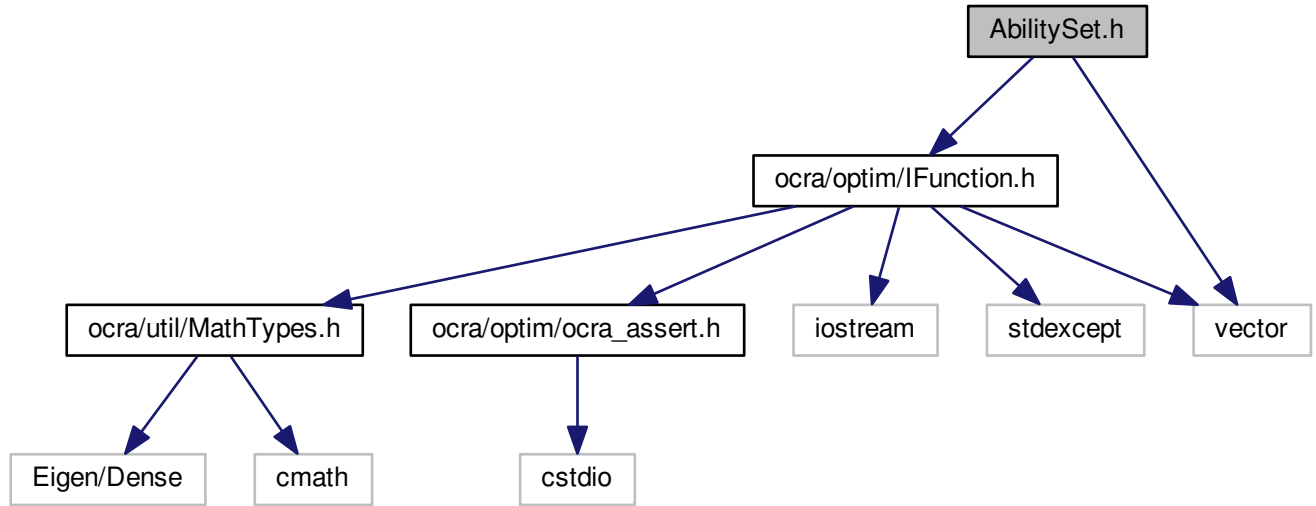 AbilitySet.h
ocra/optim/IFunction.h
ocra/util/MathTypes.h
ocra/optim/ocra_assert.h
iostream
stdexcept
vector
Eigen/Dense
cmath
cstdio